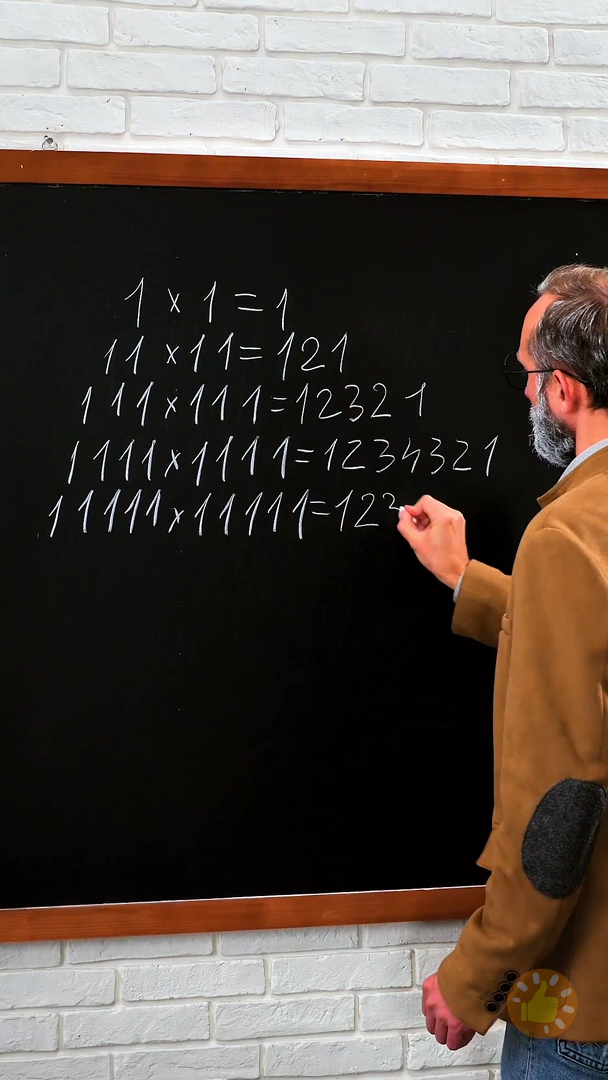 1 × 1 = 1
11 × 11 = 121
111 × 111 = 12321
1111 × 1111 = 1234321
11111 × 11111 = 123